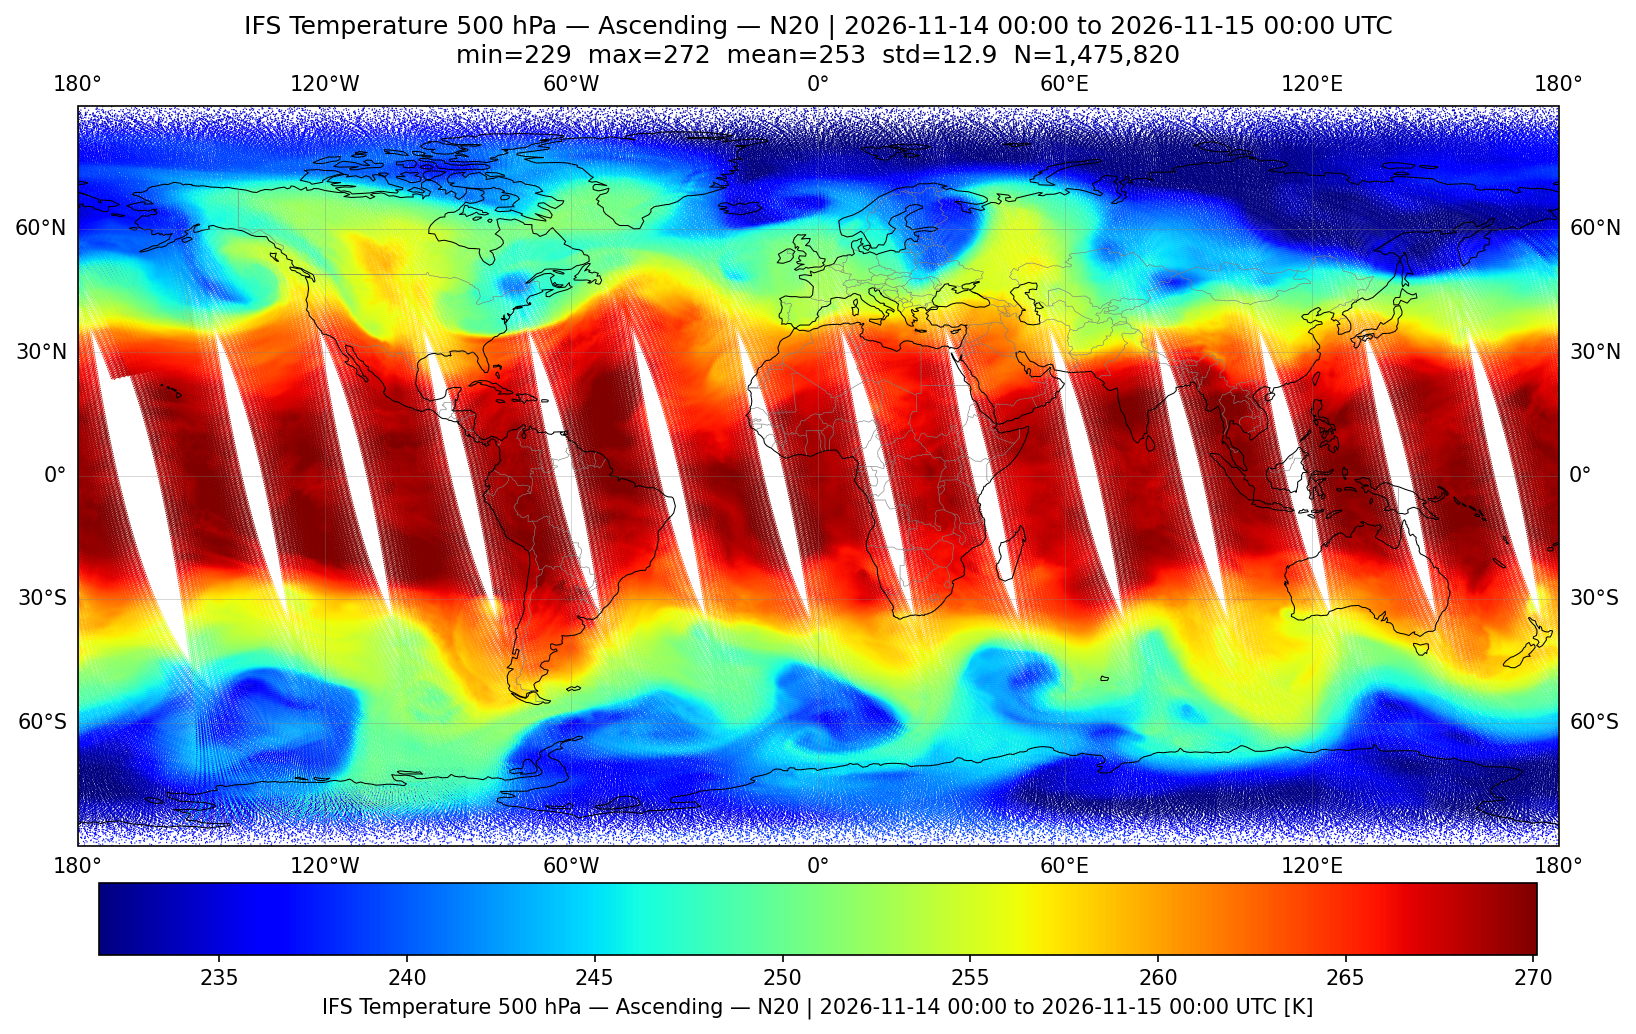 IFS Temperature 500 hPa — Ascending — N20 | 2026-11-14 00:00 to 2026-11-15 00:00 UTC
min=229  max=272  mean=253  std=12.9  N=1,475,820
180° 120°W 60°W 0° 60°E 120°E 180°
60°N 60°N
30°N 30°N
0° 0°
30°S 30°S
60°S 60°S
180° 120°W 60°W 0° 60°E 120°E 180°
235 240 245 250 255 260 265 270
IFS Temperature 500 hPa — Ascending — N20 | 2026-11-14 00:00 to 2026-11-15 00:00 UTC [K]